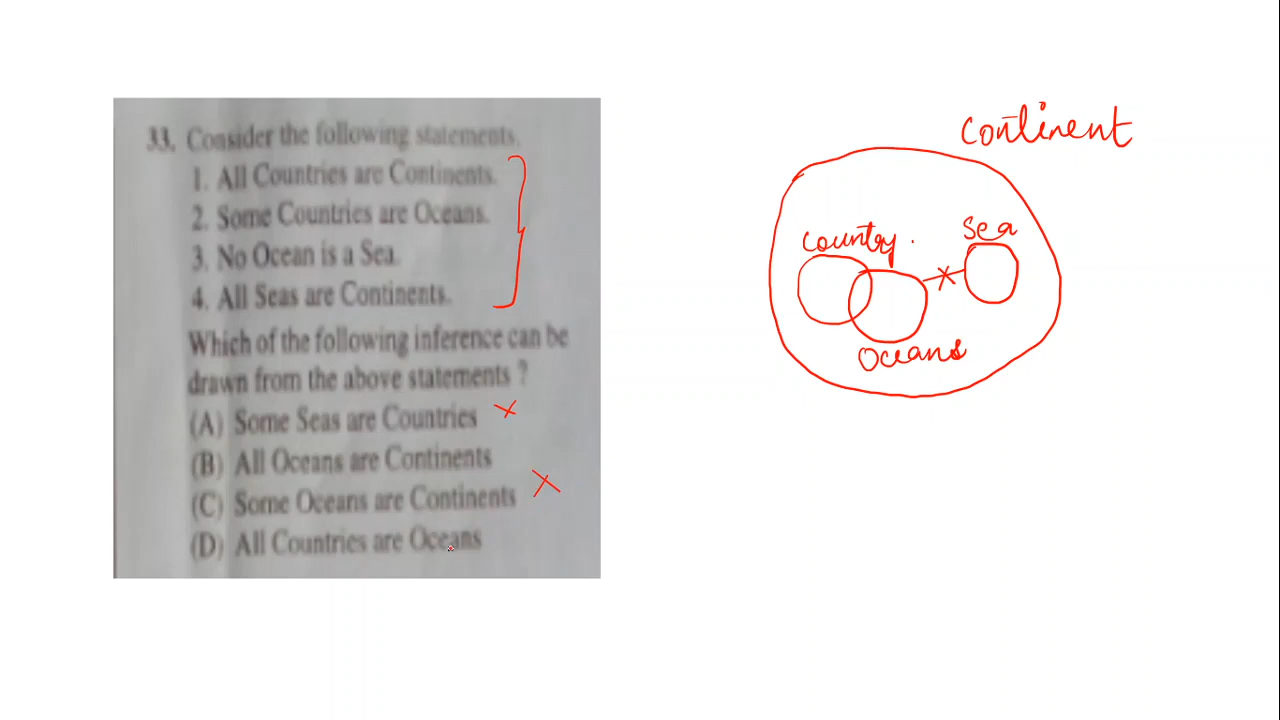 33. Consider the following statements.
1. All Countries are Continents.
2. Some Countries are Oceans.
3. No Ocean is a Sea.
4. All Seas are Continents.
Which of the following inference can be
drawn from the above statements ?
(A) Some Seas are Countries
(B) All Oceans are Continents
(C) Some Oceans are Continents
(D) All Countries are Oceans
Continent
Country
Sea
Oceans